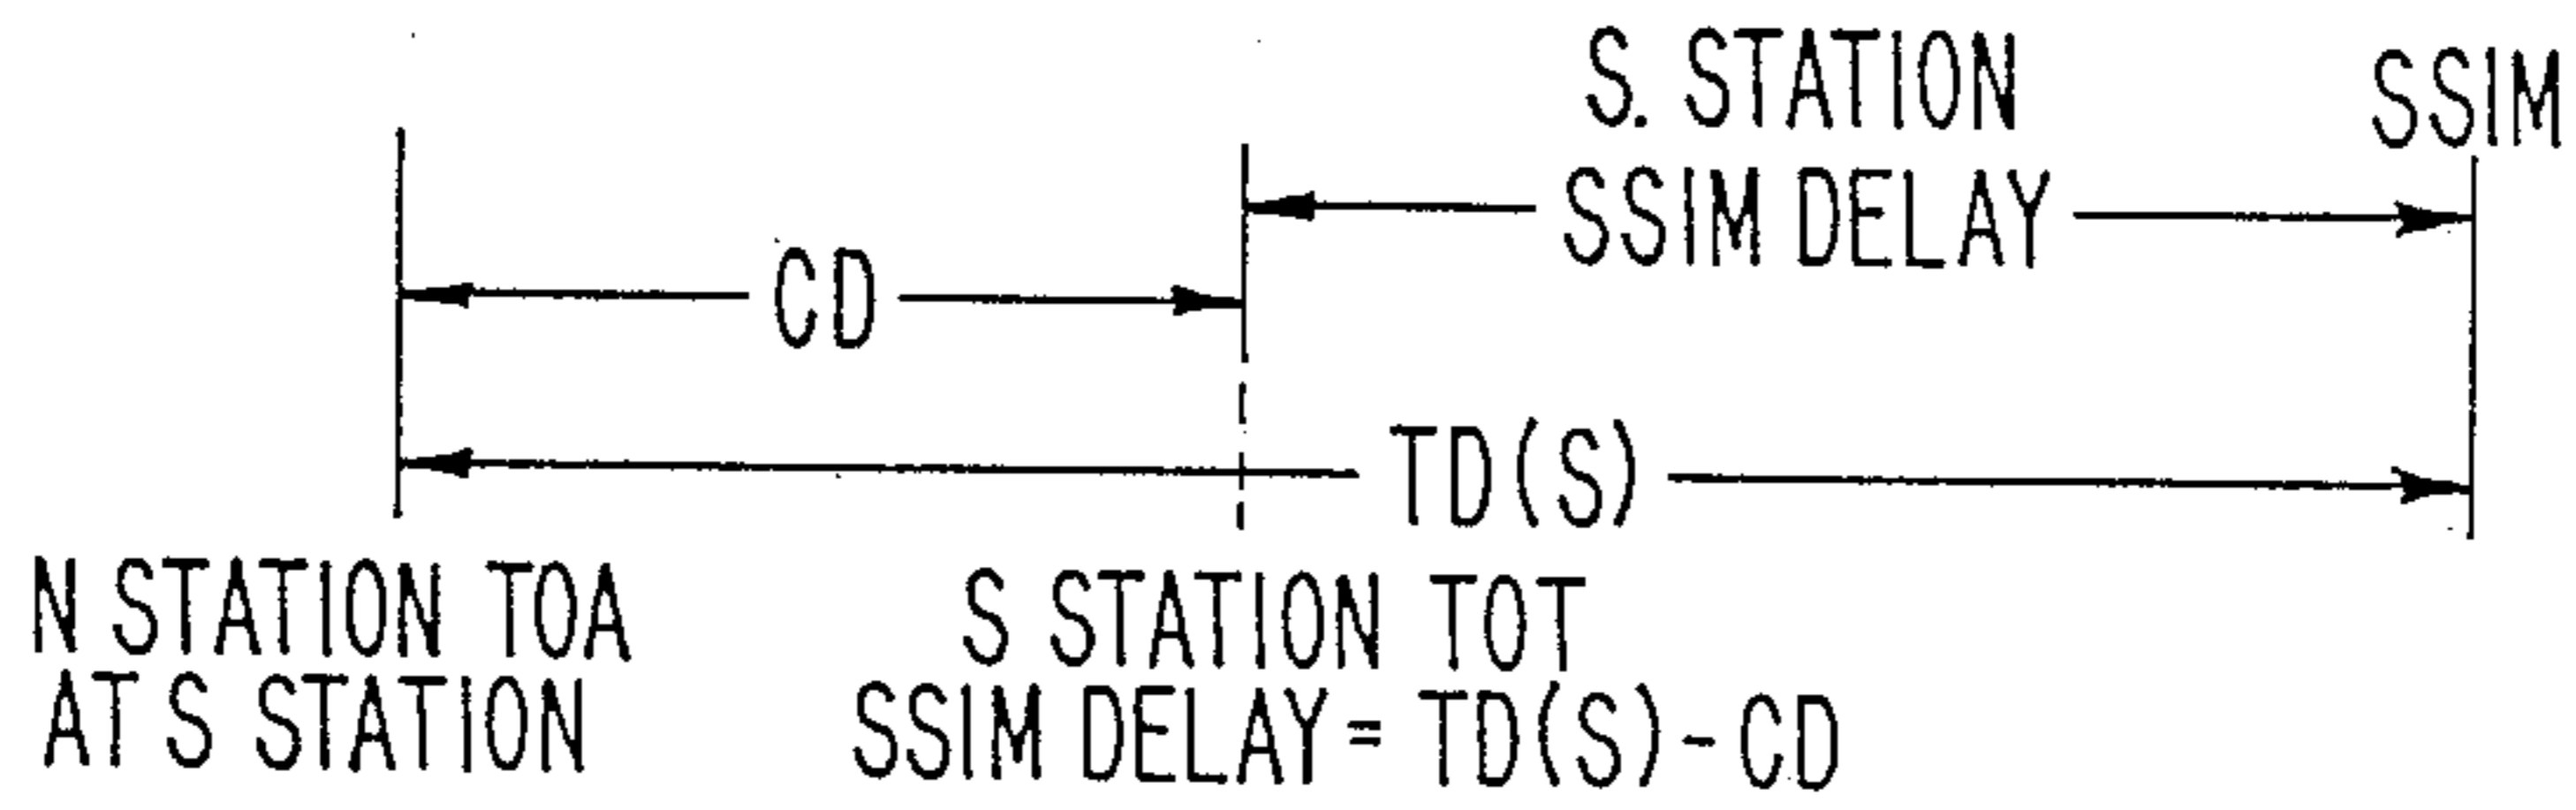 S. STATION
SSIM DELAY
SSIM
CD
TD(S)
N STATION TOA
AT S STATION
S STATION TOT
SSIM DELAY= TD(S)-CD